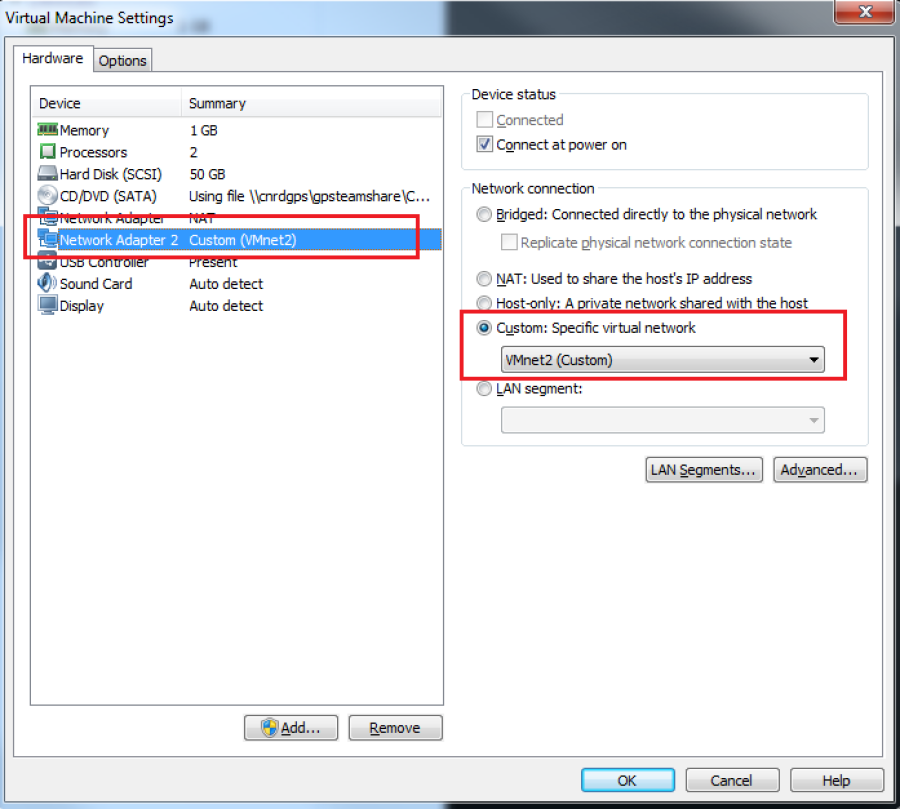 Virtual Machine Settings
Hardware
Options
Device Summary
Memory 1 GB
Processors 2
Hard Disk (SCSI) 50 GB
CD/DVD (SATA) Using file \\cnrdgps\gpsteamshare\C...
Network Adapter NAT
Network Adapter 2 Custom (VMnet2)
USB Controller Present
Sound Card Auto detect
Display Auto detect
Add...
Remove
Device status
Connected
Connect at power on
Network connection
Bridged: Connected directly to the physical network
Replicate physical network connection state
NAT: Used to share the host's IP address
Host-only: A private network shared with the host
Custom: Specific virtual network
VMnet2 (Custom)
LAN segment:
LAN Segments...
Advanced...
OK
Cancel
Help